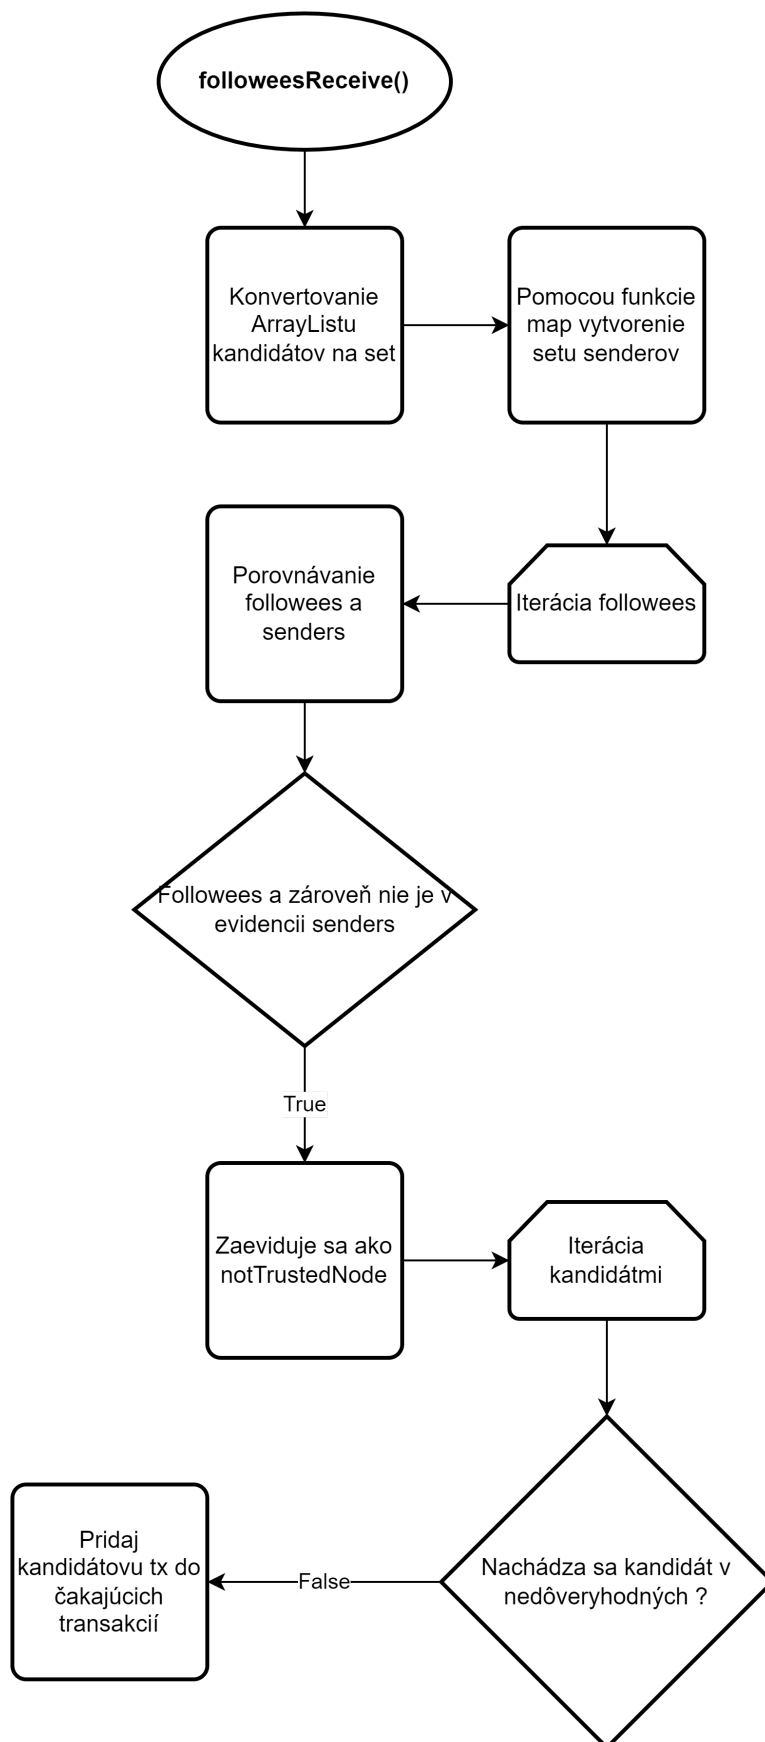 followeesReceive()
Konvertovanie
ArrayListu
kandidátov na set
Pomocou funkcie
map vytvorenie
setu senderov
Iterácia followees
Porovnávanie
followees a
senders
Followees a zároveň nie je v
evidencii senders
True
Zaeviduje sa ako
notTrustedNode
Iterácia
kandidátmi
Nachádza sa kandidát v
nedôveryhodných ?
False
Pridaj
kandidátovu tx do
čakajúcich
transakcií